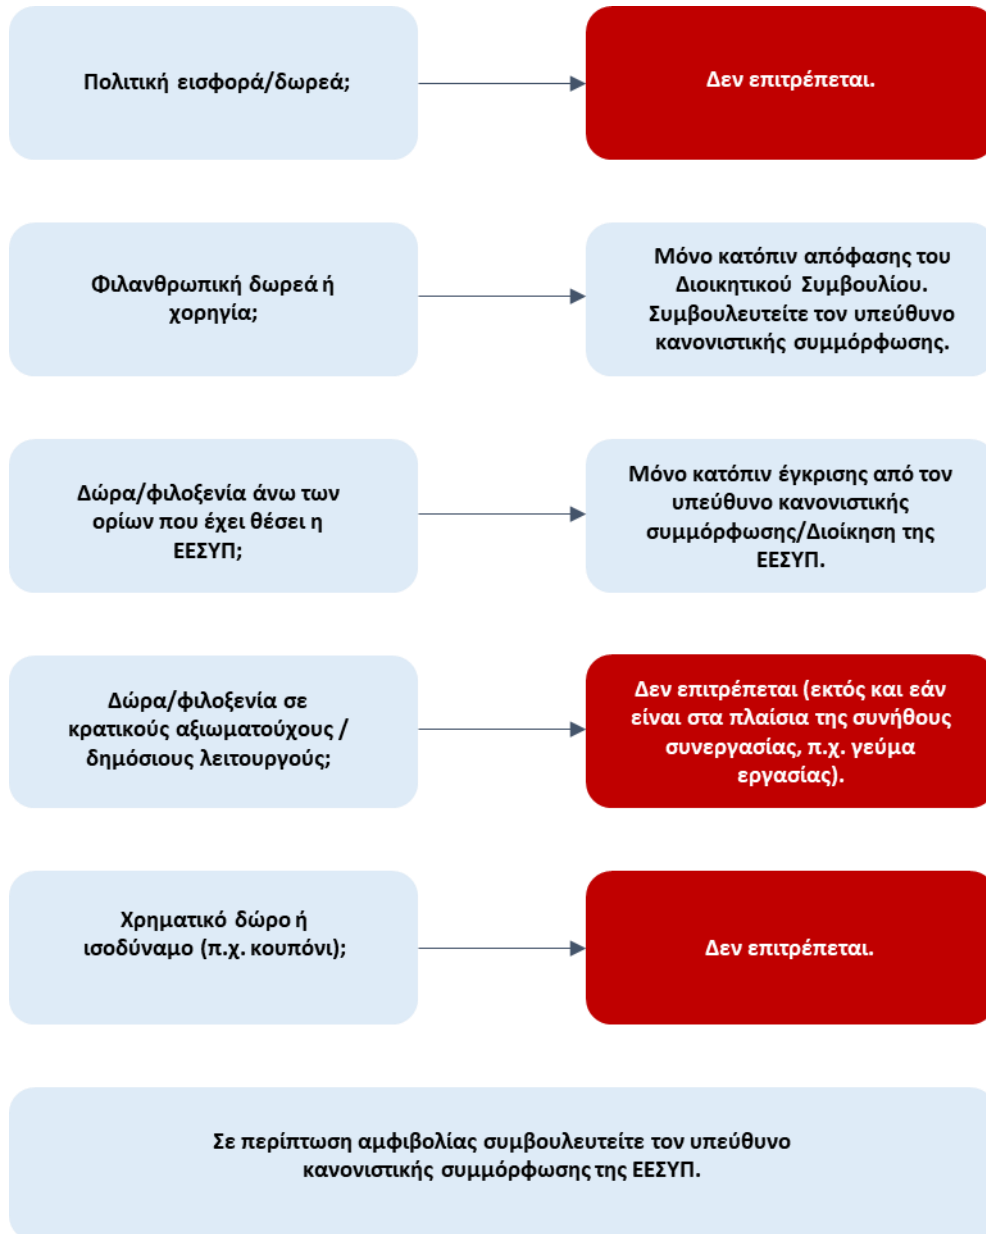 Πολιτική εισφορά/δωρεά;
Δεν επιτρέπεται.
Φιλανθρωπική δωρεά ή
χορηγία;
Μόνο κατόπιν απόφασης του
Διοικητικού Συμβουλίου.
Συμβουλευτείτε τον υπεύθυνο
κανονιστικής συμμόρφωσης.
Δώρα/φιλοξενία άνω των
ορίων που έχει θέσει η
ΕΕΣΥΠ;
Μόνο κατόπιν έγκρισης από τον
υπεύθυνο κανονιστικής
συμμόρφωσης/Διοίκηση της
ΕΕΣΥΠ.
Δώρα/φιλοξενία σε
κρατικούς αξιωματούχους /
δημόσιους λειτουργούς;
Δεν επιτρέπεται (εκτός και εάν
είναι στα πλαίσια της συνήθους
συνεργασίας, π.χ. γεύμα
εργασίας).
Χρηματικό δώρο ή
ισοδύναμο (π.χ. κουπόνι);
Δεν επιτρέπεται.
Σε περίπτωση αμφιβολίας συμβουλευτείτε τον υπεύθυνο
κανονιστικής συμμόρφωσης της ΕΕΣΥΠ.